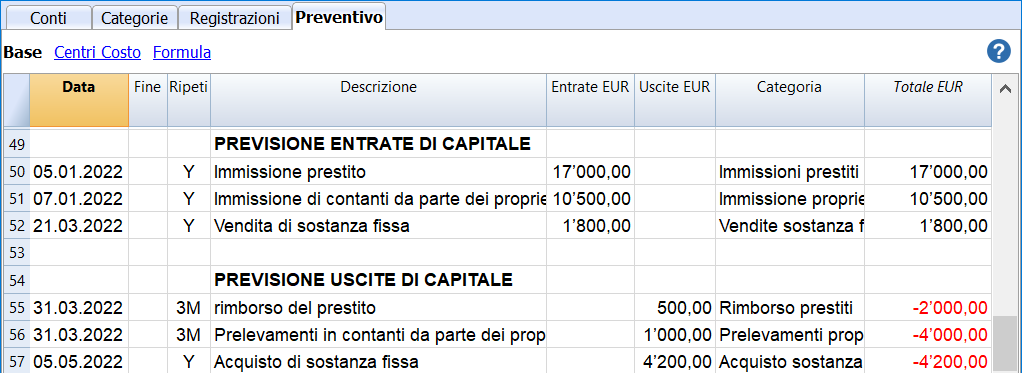 Conti Categorie Registrazioni Preventivo
Base Centri Costo Formula ?
Data Fine Ripeti Descrizione Entrate EUR Uscite EUR Categoria Totale EUR
49 PREVISIONE ENTRATE DI CAPITALE
50 05.01.2022 Y Immissione prestito 17’000,00 Immissioni prestiti 17’000,00
51 07.01.2022 Y Immissione di contanti da parte dei proprie 10’500,00 Immissione proprie 10’500,00
52 21.03.2022 Y Vendita di sostanza fissa 1’800,00 Vendite sostanza f 1’800,00
53
54 PREVISIONE USCITE DI CAPITALE
55 31.03.2022 3M rimborso del prestito 500,00 Rimborso prestiti -2’000,00
56 31.03.2022 3M Prelevamenti in contanti da parte dei prop 1’000,00 Prelevamenti prop -4’000,00
57 05.05.2022 Y Acquisto di sostanza fissa 4’200,00 Acquisto sostanza -4’200,00